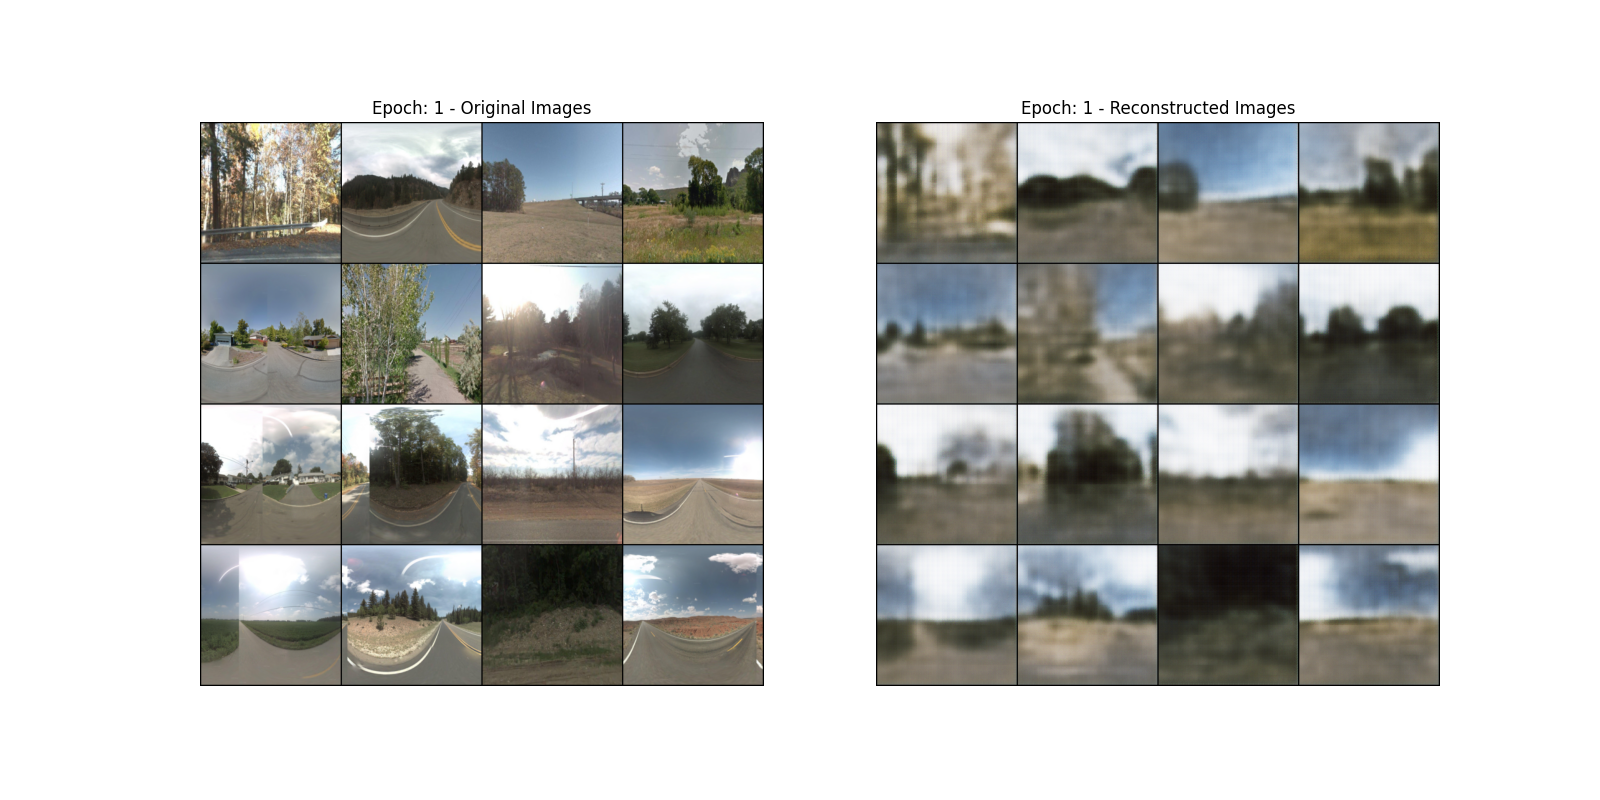 Epoch: 1 - Original Images
Epoch: 1 - Reconstructed Images